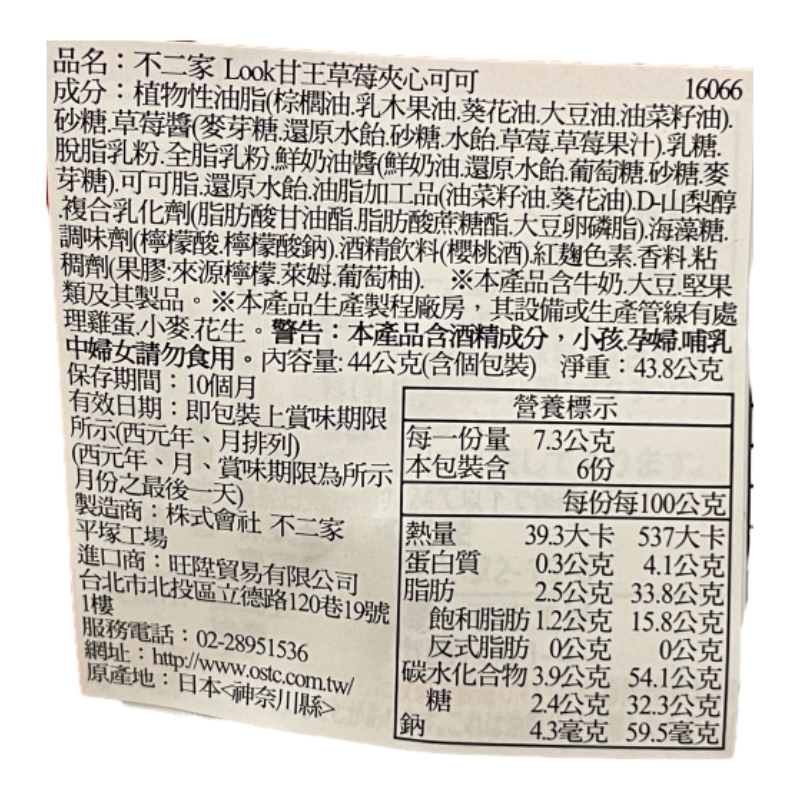 品名：不二家 Look甘王草莓夾心可可 16066
成分：植物性油脂(棕櫚油.乳木果油.葵花油.大豆油.油菜籽油).
砂糖.草莓醬(麥芽糖.還原水飴.砂糖.水飴.草莓.草莓果汁).乳糖.
脫脂乳粉.全脂乳粉.鮮奶油醬(鮮奶油.還原水飴.葡萄糖.砂糖.麥
芽糖).可可脂.還原水飴.油脂加工品(油菜籽油.葵花油).D-山梨醇
.複合乳化劑(脂肪酸甘油酯.脂肪酸蔗糖酯.大豆卵磷脂).海藻糖.
調味劑(檸檬酸.檸檬酸鈉).酒精飲料(櫻桃酒).紅麴色素.香料.粘
稠劑(果膠:來源檸檬.萊姆.葡萄柚). ※本產品含牛奶.大豆.堅果
類及其製品。※本產品生產製程廠房，其設備或生產管線有處
理雞蛋.小麥.花生。警告：本產品含酒精成分，小孩.孕婦.哺乳
中婦女請勿食用。內容量:44公克(含個包裝) 淨重：43.8公克
保存期間：10個月
有效日期：即包裝上賞味期限
所示(西元年、月排列)
(西元年、月、賞味期限為所示
月份之最後一天)
製造商：株式會社 不二家
平塚工場
進口商：旺陞貿易有限公司
台北市北投區立德路120巷19號
1樓
服務電話：02-28951536
網址：http://www.ostc.com.tw/
原產地：日本<神奈川縣>
營養標示
每一份量 7.3公克
本包裝含 6份
每份每100公克
熱量 39.3大卡 537大卡
蛋白質 0.3公克 4.1公克
脂肪 2.5公克 33.8公克
飽和脂肪 1.2公克 15.8公克
反式脂肪 0公克 0公克
碳水化合物 3.9公克 54.1公克
糖 2.4公克 32.3公克
鈉 4.3毫克 59.5毫克